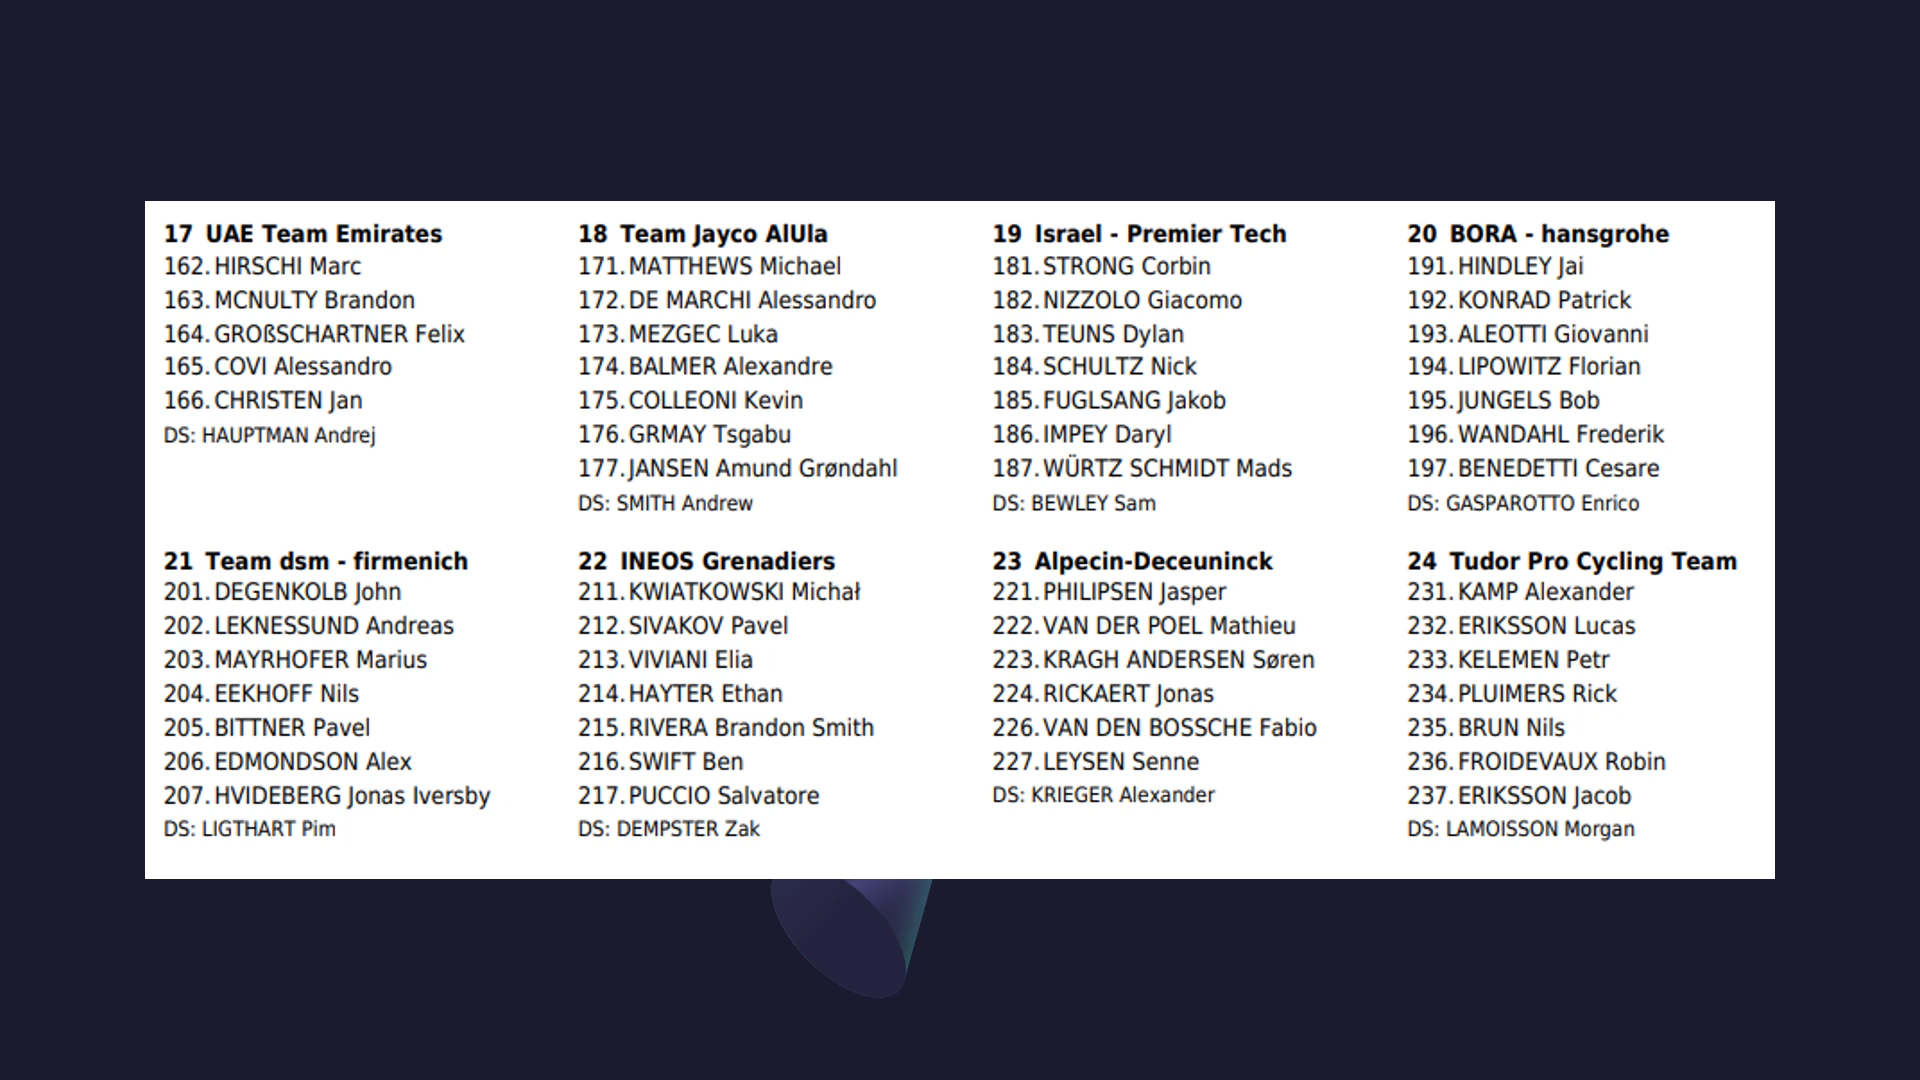 17 UAE Team Emirates
162. HIRSCHI Marc
163. MCNULTY Brandon
164. GROßSCHARTNER Felix
165. COVI Alessandro
166. CHRISTEN Jan
DS: HAUPTMAN Andrej
18 Team Jayco AlUla
171. MATTHEWS Michael
172. DE MARCHI Alessandro
173. MEZGEC Luka
174. BALMER Alexandre
175. COLLEONI Kevin
176. GRMAY Tsgabu
177. JANSEN Amund Grøndahl
DS: SMITH Andrew
19 Israel - Premier Tech
181. STRONG Corbin
182. NIZZOLO Giacomo
183. TEUNS Dylan
184. SCHULTZ Nick
185. FUGLSANG Jakob
186. IMPEY Daryl
187. WÜRTZ SCHMIDT Mads
DS: BEWLEY Sam
20 BORA - hansgrohe
191. HINDLEY Jai
192. KONRAD Patrick
193. ALEOTTI Giovanni
194. LIPOWITZ Florian
195. JUNGELS Bob
196. WANDAHL Frederik
197. BENEDETTI Cesare
DS: GASPAROTTO Enrico
21 Team dsm - firmenich
201. DEGENKOLB John
202. LEKNESSUND Andreas
203. MAYRHOFER Marius
204. EEKHOFF Nils
205. BITTNER Pavel
206. EDMONDSON Alex
207. HVIDEBERG Jonas Iversby
DS: LIGTHART Pim
22 INEOS Grenadiers
211. KWIATKOWSKI Michał
212. SIVAKOV Pavel
213. VIVIANI Elia
214. HAYTER Ethan
215. RIVERA Brandon Smith
216. SWIFT Ben
217. PUCCIO Salvatore
DS: DEMPSTER Zak
23 Alpecin-Deceuninck
221. PHILIPSEN Jasper
222. VAN DER POEL Mathieu
223. KRAGH ANDERSEN Søren
224. RICKAERT Jonas
226. VAN DEN BOSSCHE Fabio
227. LEYSEN Senne
DS: KRIEGER Alexander
24 Tudor Pro Cycling Team
231. KAMP Alexander
232. ERIKSSON Lucas
233. KELEMEN Petr
234. PLUIMERS Rick
235. BRUN Nils
236. FROIDEVAUX Robin
237. ERIKSSON Jacob
DS: LAMOISSON Morgan